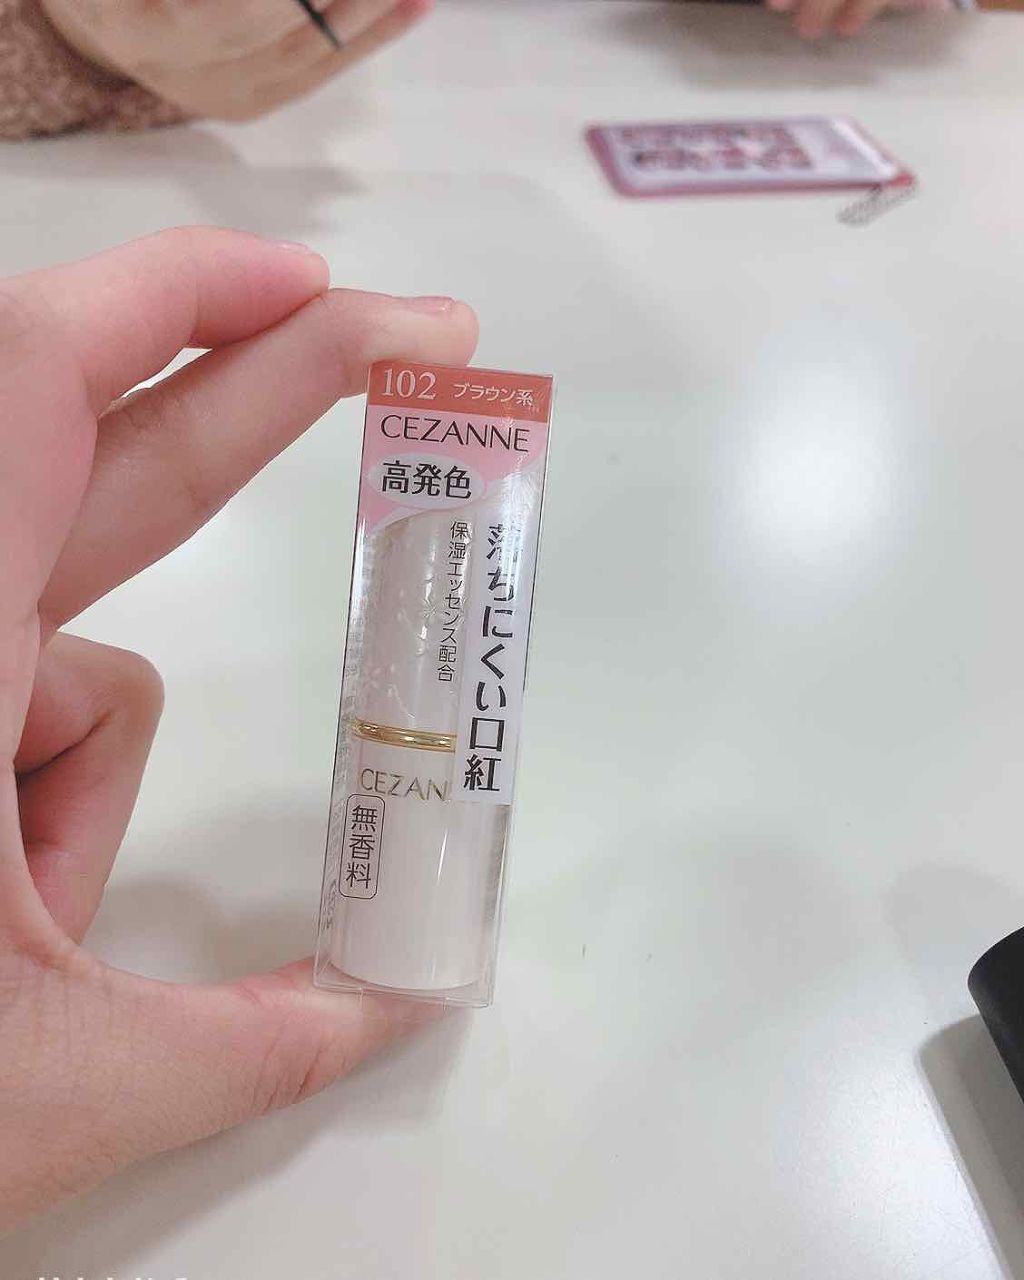 102 ブラウン系
CEZANNE
高発色
落ちにくい口紅
保湿エッセンス配合
CEZAN
無香料